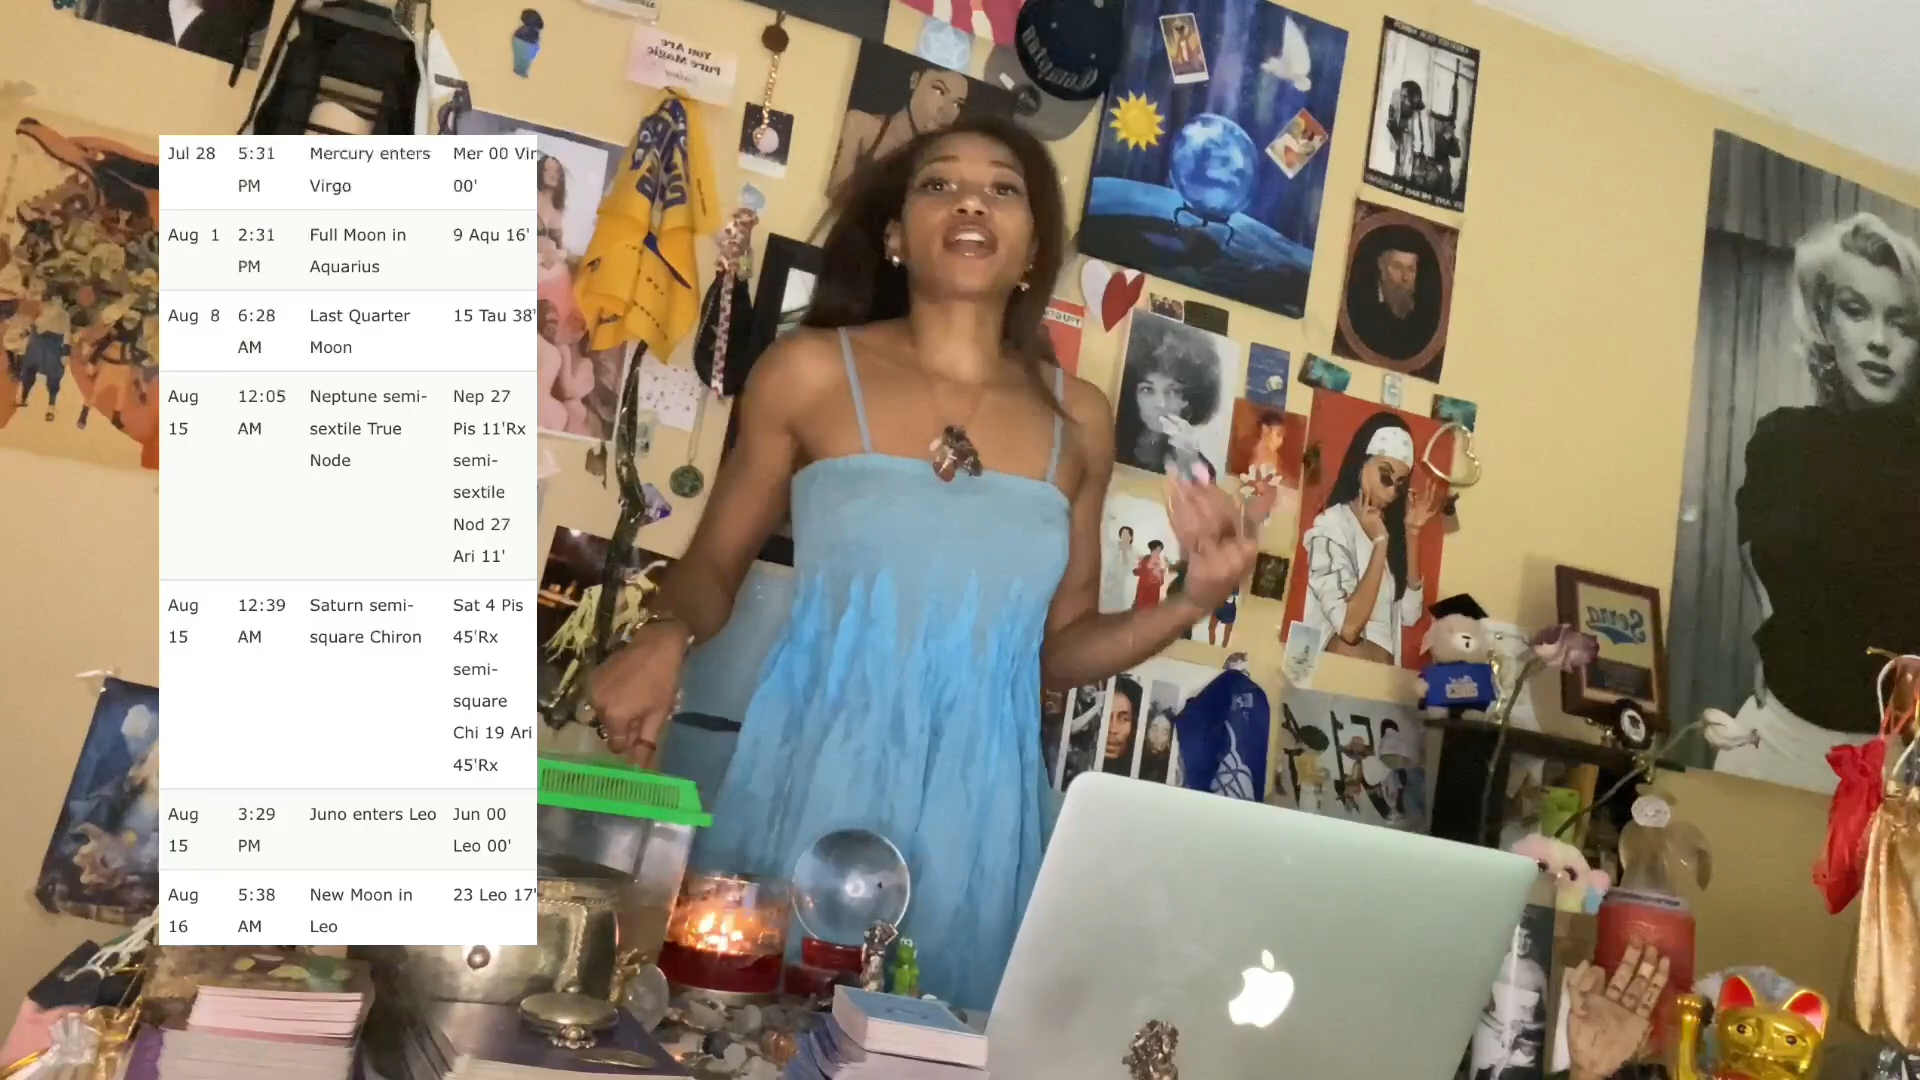 You Are
Pure Magic
Jul 28 5:31 Mercury enters Mer 00 Vir
PM Virgo 00'
Aug 1 2:31 Full Moon in 9 Aqu 16'
PM Aquarius
Aug 8 6:28 Last Quarter 15 Tau 38'
AM Moon
Aug 12:05 Neptune semi- Nep 27
15 AM sextile True Pis 11'Rx
Node semi-
sextile
Nod 27
Ari 11'
Aug 12:39 Saturn semi- Sat 4 Pis
15 AM square Chiron 45'Rx
semi-
square
Chi 19 Ari
45'Rx
Aug 3:29 Juno enters Leo Jun 00
15 PM Leo 00'
Aug 5:38 New Moon in 23 Leo 17'
16 AM Leo